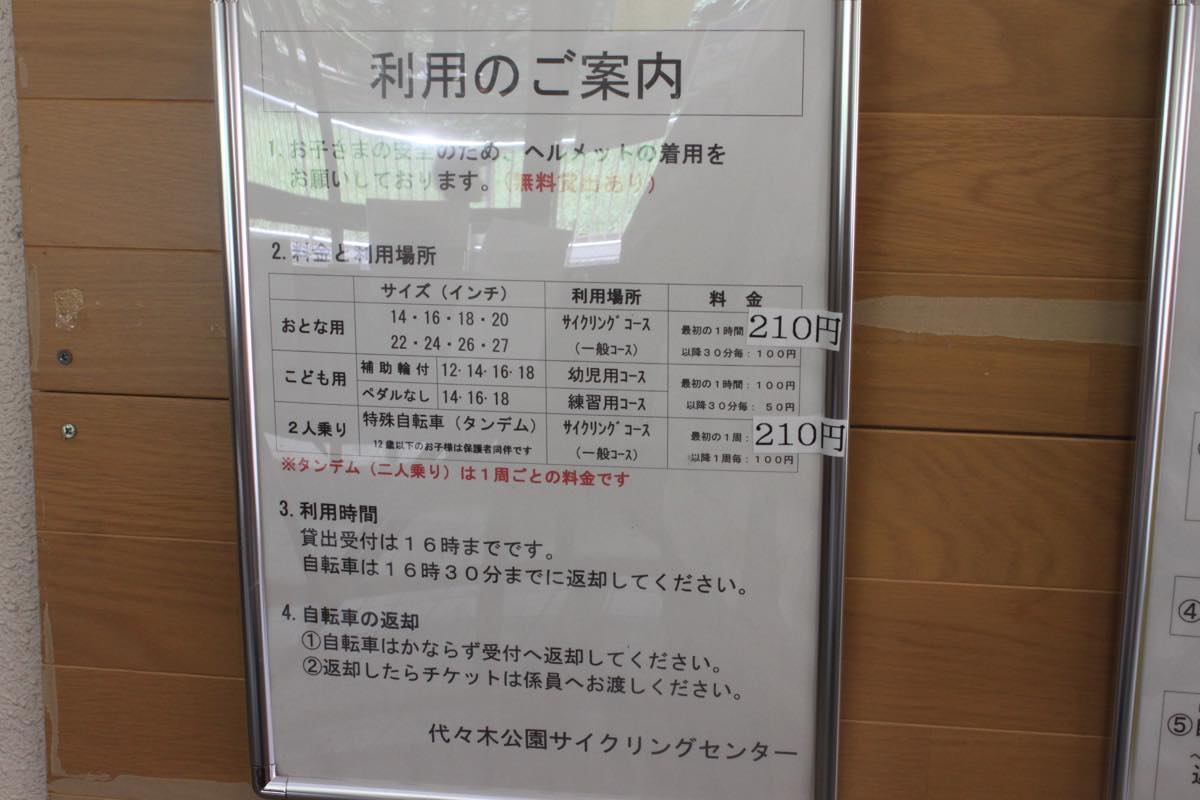 利用のご案内
1、お子さまの安全のため、ヘルメットの着用を
お願いしております。(無料貸出あり)
2.料金と利用場所
サイズ（インチ） 利用場所 料　金
おとな用 14・16・18・20 サイクリングコース 最初の１時間 210円
22・24・26・27 （一般コース） 以降３０分毎：１００円
こども用 補助輪付 12・14・16・18 幼児用コース 最初の１時間：１００円
ペダルなし 14・16・18 練習用コース 以降３０分毎：５０円
２人乗り 特殊自転車（タンデム） サイクリングコース 最初の１周： 210円
１２歳以下のお子様は保護者同伴です （一般コース） 以降１周毎：１００円
※タンデム（二人乗り）は１周ごとの料金です
3.利用時間
貸出受付は１６時までです。
自転車は１６時３０分までに返却してください。
4.自転車の返却
①自転車はかならず受付へ返却してください。
②返却したらチケットは係員へお渡しください。
代々木公園サイクリングセンター
④
⑤